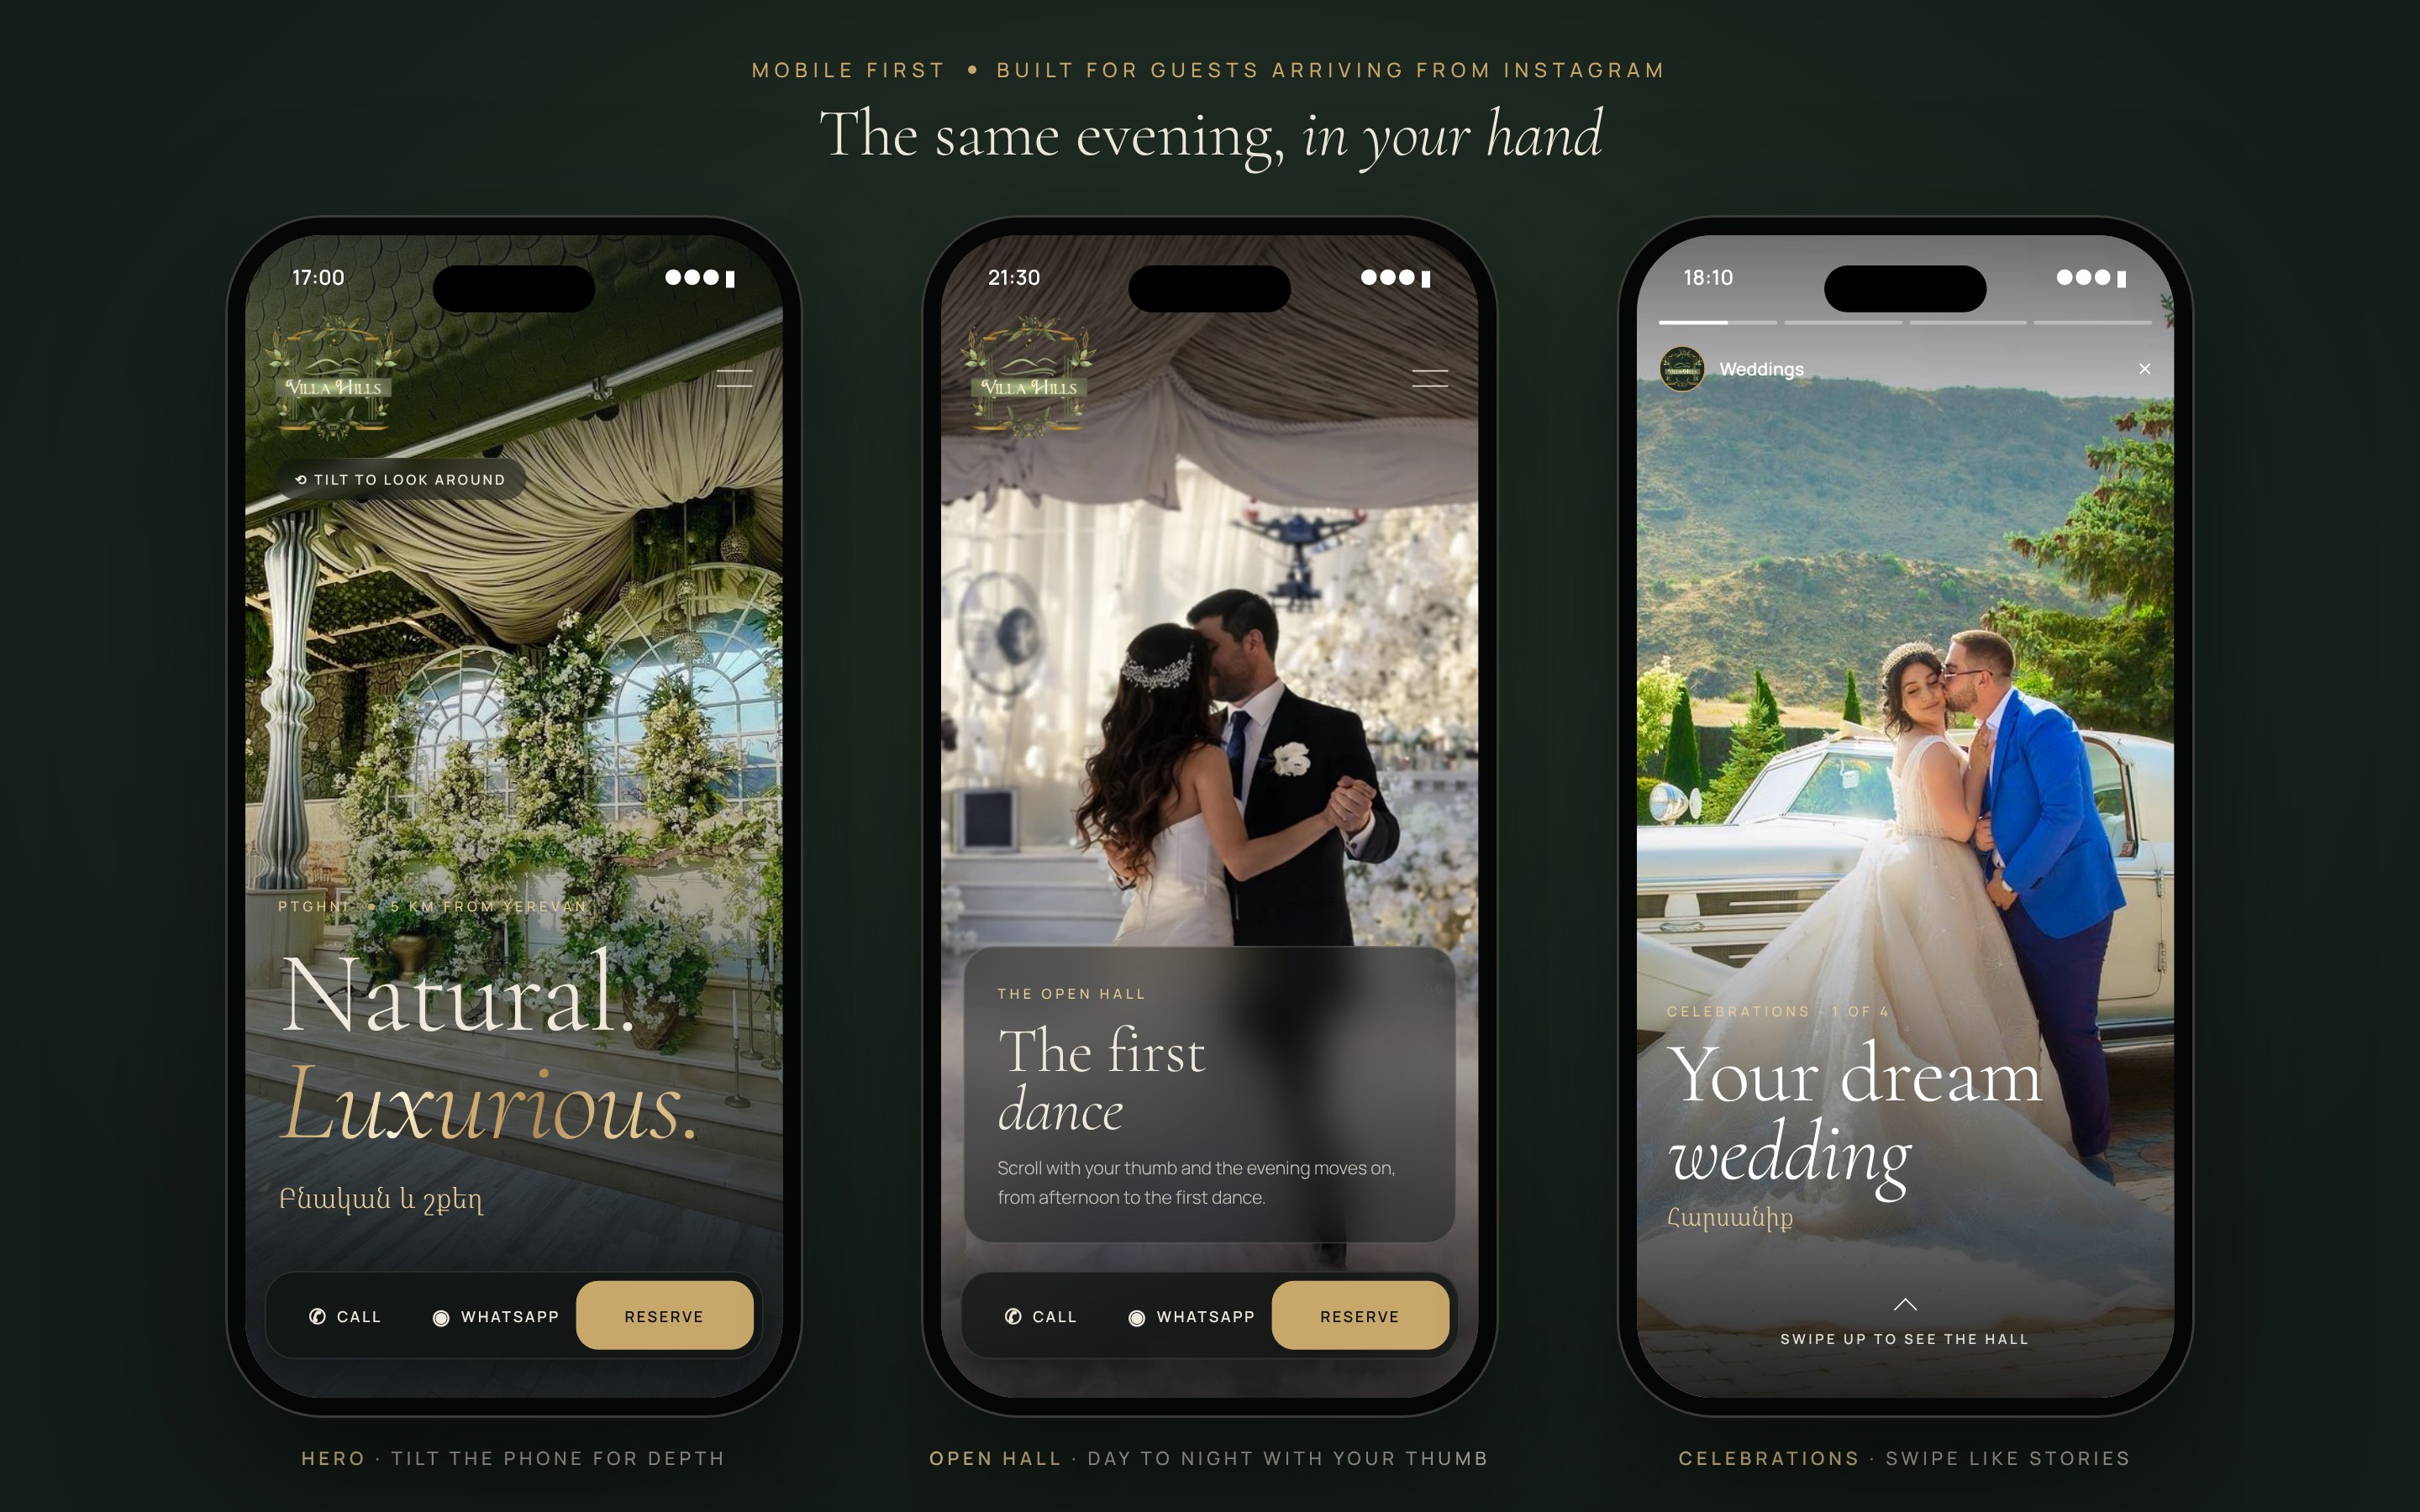 MOBILE FIRST • BUILT FOR GUESTS ARRIVING FROM INSTAGRAM
The same evening, in your hand
17:00
VILLA HILLS
⟲ TILT TO LOOK AROUND
PTGHNI • 5 KM FROM YEREVAN
Natural.
Luxurious.
Բնական և շքեղ
✆ CALL
◉ WHATSAPP
RESERVE
HERO · TILT THE PHONE FOR DEPTH
21:30
VILLA HILLS
THE OPEN HALL
The first
dance
Scroll with your thumb and the evening moves on,
from afternoon to the first dance.
✆ CALL
◉ WHATSAPP
RESERVE
OPEN HALL · DAY TO NIGHT WITH YOUR THUMB
18:10
VILLA HILLS
Weddings
×
CELEBRATIONS · 1 OF 4
Your dream
wedding
Հարսանիք
SWIPE UP TO SEE THE HALL
CELEBRATIONS · SWIPE LIKE STORIES